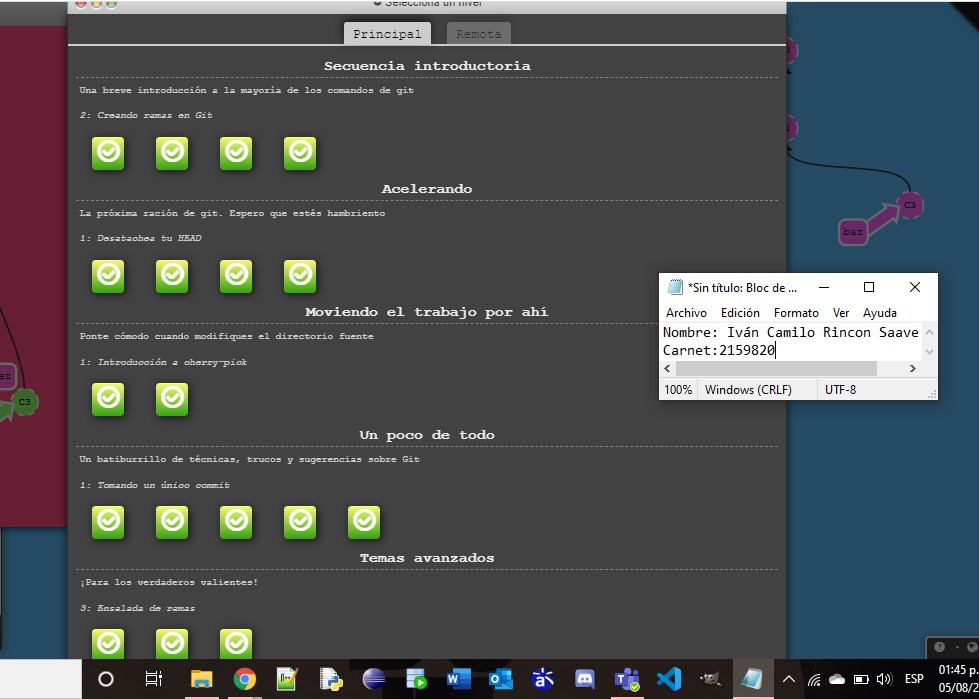 Selecciona un nivel
Principal
Remota
Secuencia introductoria
Una breve introducción a la mayoría de los comandos de git
2: Creando ramas en Git
Acelerando
La próxima ración de git. Espero que estés hambriento
1: Desatachea tu HEAD
Moviendo el trabajo por ahí
Ponte cómodo cuando modifiques el directorio fuente
1: Introducción a cherry-pick
Un poco de todo
Un batiburrillo de técnicas, trucos y sugerencias sobre Git
1: Tomando un único commit
Temas avanzados
¡Para los verdaderos valientes!
3: Ensalada de ramas
C3
bar
C3
*Sin título: Bloc de ...
Archivo Edición Formato Ver Ayuda
Nombre: Iván Camilo Rincon Saave
Carnet:2159820
100% Windows (CRLF) UTF-8
ESP
01:45 p.
05/08/2